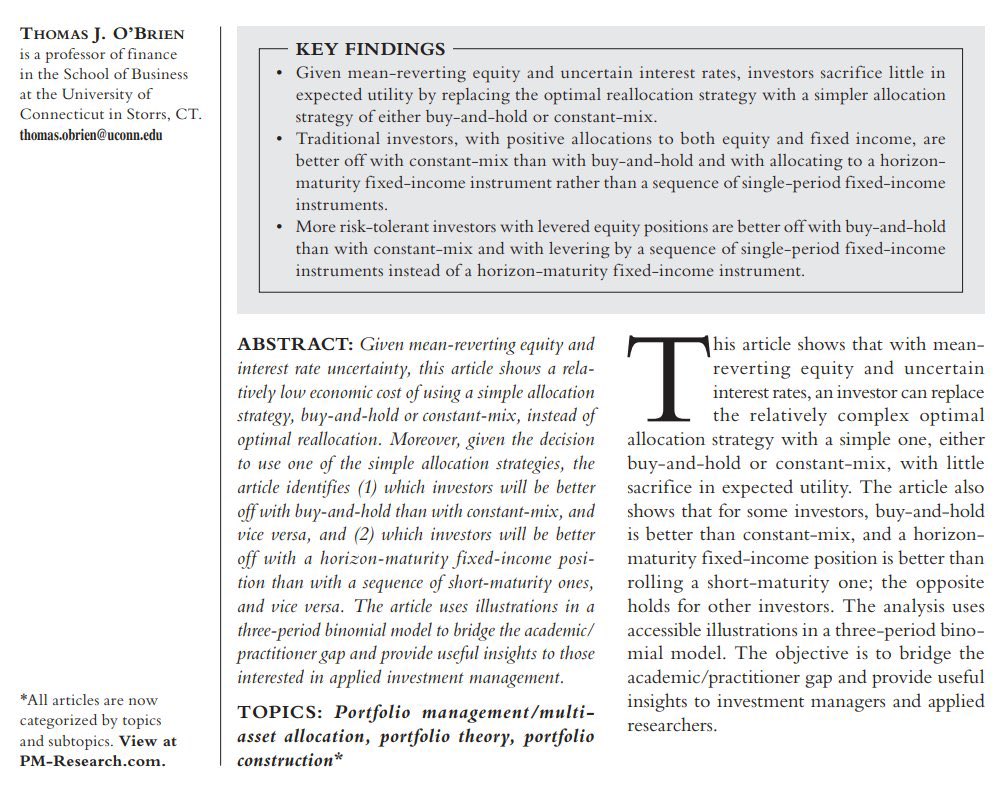 THOMAS J. O'BRIEN
is a professor of finance
in the School of Business
at the University of
Connecticut in Storrs, CT.
thomas.obrien@uconn.edu
KEY FINDINGS
• Given mean-reverting equity and uncertain interest rates, investors sacrifice little in
expected utility by replacing the optimal reallocation strategy with a simpler allocation
strategy of either buy-and-hold or constant-mix.
• Traditional investors, with positive allocations to both equity and fixed income, are
better off with constant-mix than with buy-and-hold and with allocating to a horizon-
maturity fixed-income instrument rather than a sequence of single-period fixed-income
instruments.
• More risk-tolerant investors with levered equity positions are better off with buy-and-hold
than with constant-mix and with levering by a sequence of single-period fixed-income
instruments instead of a horizon-maturity fixed-income instrument.
ABSTRACT: Given mean-reverting equity and
interest rate uncertainty, this article shows a rela-
tively low economic cost of using a simple allocation
strategy, buy-and-hold or constant-mix, instead of
optimal reallocation. Moreover, given the decision
to use one of the simple allocation strategies, the
article identifies (1) which investors will be better
off with buy-and-hold than with constant-mix, and
vice versa, and (2) which investors will be better
off with a horizon-maturity fixed-income posi-
tion than with a sequence of short-maturity ones,
and vice versa. The article uses illustrations in a
three-period binomial model to bridge the academic/
practitioner gap and provide useful insights to those
interested in applied investment management.
TOPICS: Portfolio management/multi-
asset allocation, portfolio theory, portfolio
construction*
This article shows that with mean-
reverting equity and uncertain
interest rates, an investor can replace
the relatively complex optimal
allocation strategy with a simple one, either
buy-and-hold or constant-mix, with little
sacrifice in expected utility. The article also
shows that for some investors, buy-and-hold
is better than constant-mix, and a horizon-
maturity fixed-income position is better than
rolling a short-maturity one; the opposite
holds for other investors. The analysis uses
accessible illustrations in a three-period bino-
mial model. The objective is to bridge the
academic/practitioner gap and provide useful
insights to investment managers and applied
researchers.
*All articles are now
categorized by topics
and subtopics. View at
PM-Research.com.